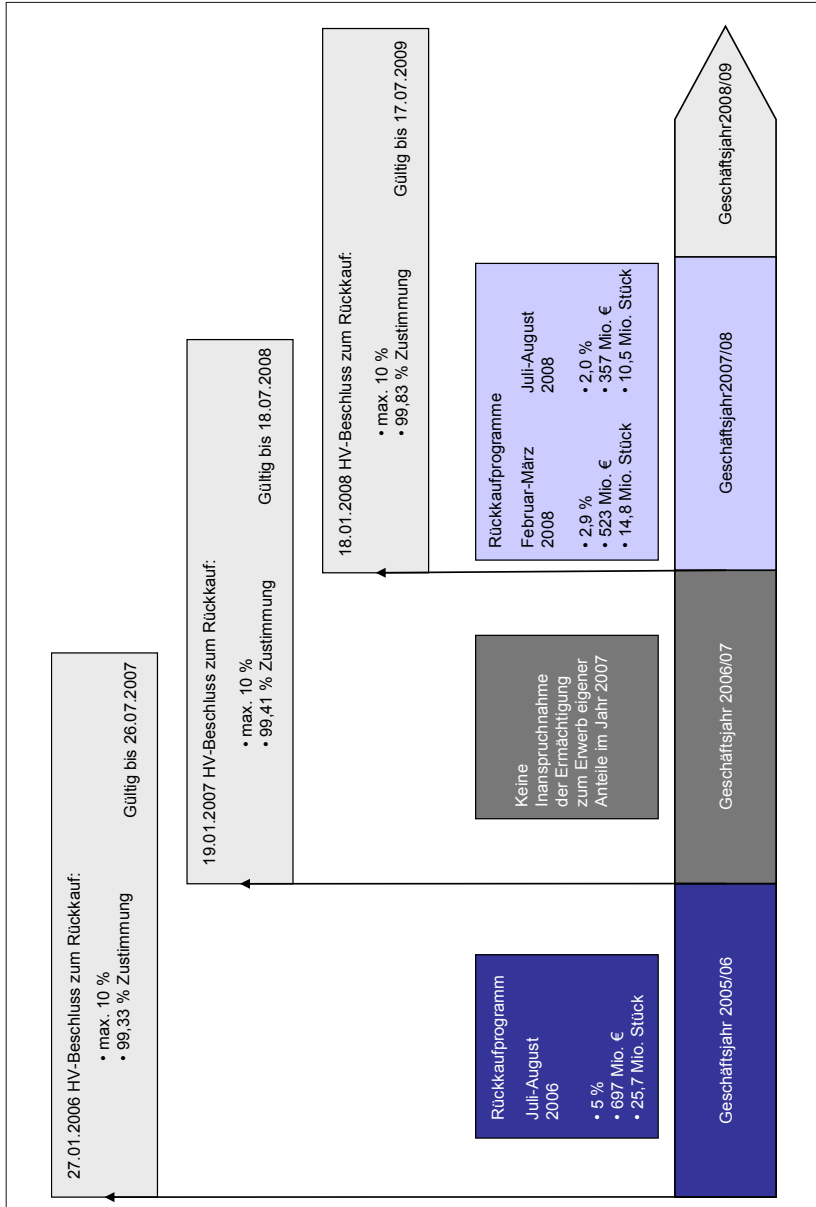 27.01.2006 HV-Beschluss zum Rückkauf:
• max. 10 %
• 99,33 % Zustimmung
Gültig bis 26.07.2007
19.01.2007 HV-Beschluss zum Rückkauf:
• max. 10 %
• 99,41 % Zustimmung
Gültig bis 18.07.2008
18.01.2008 HV-Beschluss zum Rückkauf:
• max. 10 %
• 99,83 % Zustimmung
Gültig bis 17.07.2009
Rückkaufprogramm
Juli-August
2006
• 5 %
• 697 Mio. €
• 25,7 Mio. Stück
Keine
Inanspruchnahme
der Ermächtigung
zum Erwerb eigener
Anteile im Jahr 2007
Rückkaufprogramme
Februar-März
2008
• 2,9 %
• 523 Mio. €
• 14,8 Mio. Stück
Juli-August
2008
• 2,0 %
• 357 Mio. €
• 10,5 Mio. Stück
Geschäftsjahr 2005/06
Geschäftsjahr 2006/07
Geschäftsjahr2007/08
Geschäftsjahr2008/09